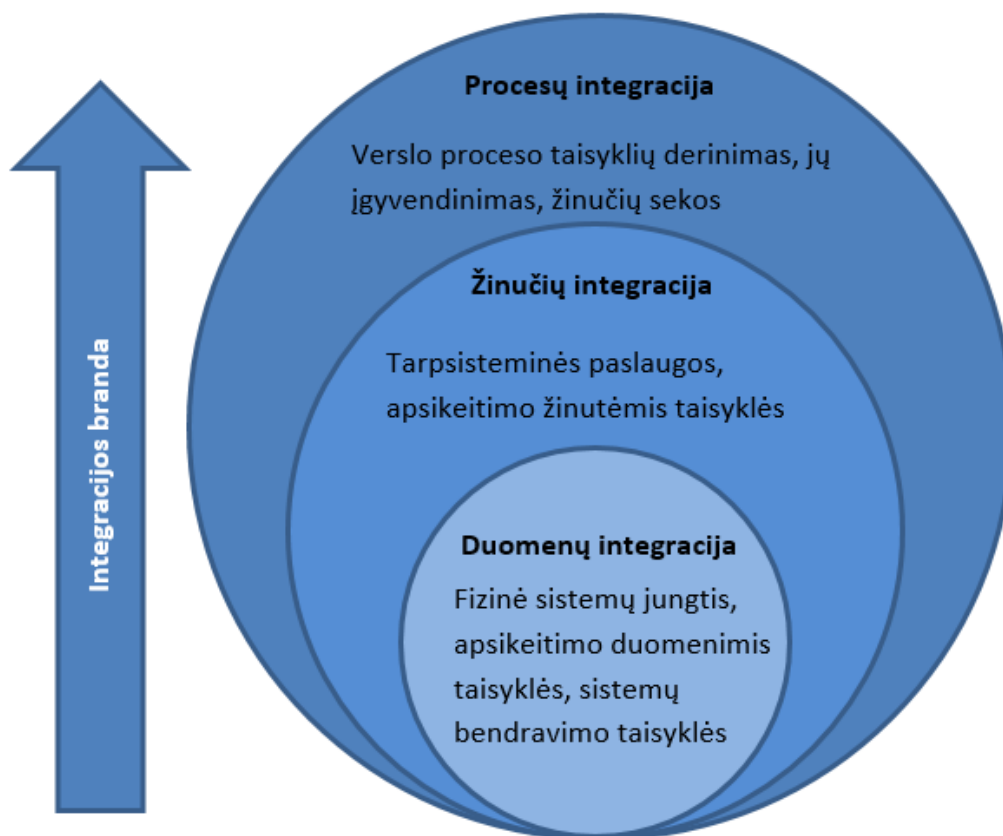 Procesų integracija
Verslo proceso taisyklių derinimas, jų
įgyvendinimas, žinučių sekos
Žinučių integracija
Tarpsisteminės paslaugos,
apsikeitimo žinutėmis taisyklės
Duomenų integracija
Fizinė sistemų jungtis,
apsikeitimo duomenimis
taisyklės, sistemų
bendravimo taisyklės
Integracijos branda